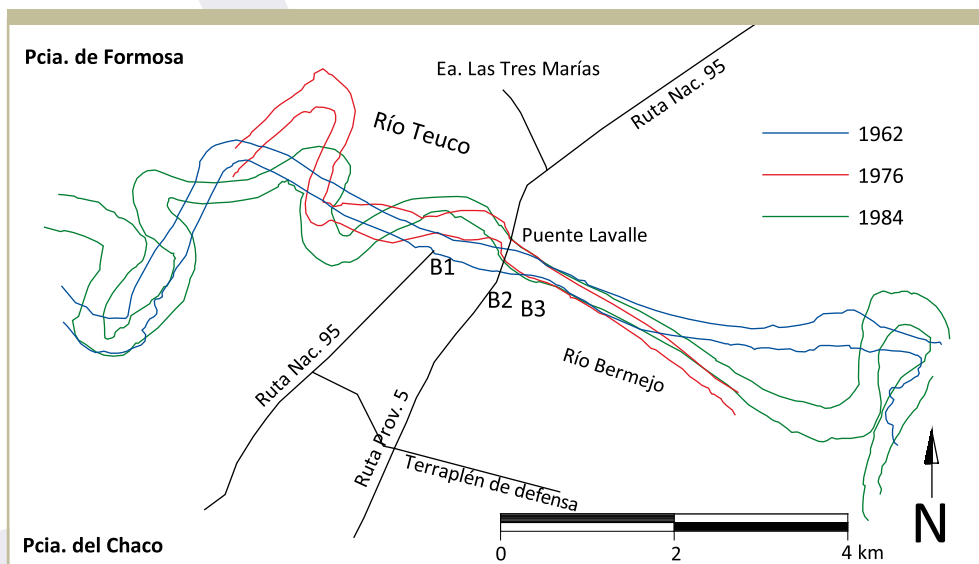 Pcia. de Formosa
Ea. Las Tres Marías
Ruta Nac. 95
Río Teuco
1962
1976
1984
Puente Lavalle
B1
B2
B3
Ruta Nac. 95
Río Bermejo
Ruta Prov. 5
Terraplén de defensa
N
Pcia. del Chaco
0 2 4 km